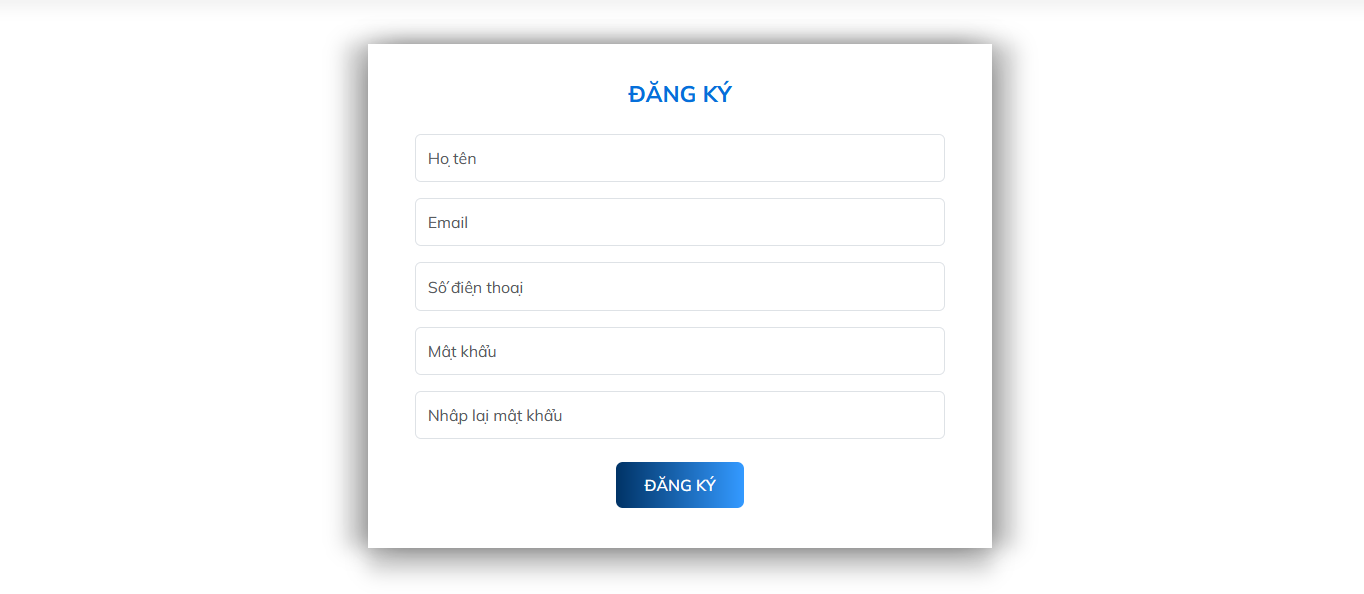 ĐĂNG KÝ
Họ tên
Email
Số điện thoại
Mật khẩu
Nhập lại mật khẩu
ĐĂNG KÝ